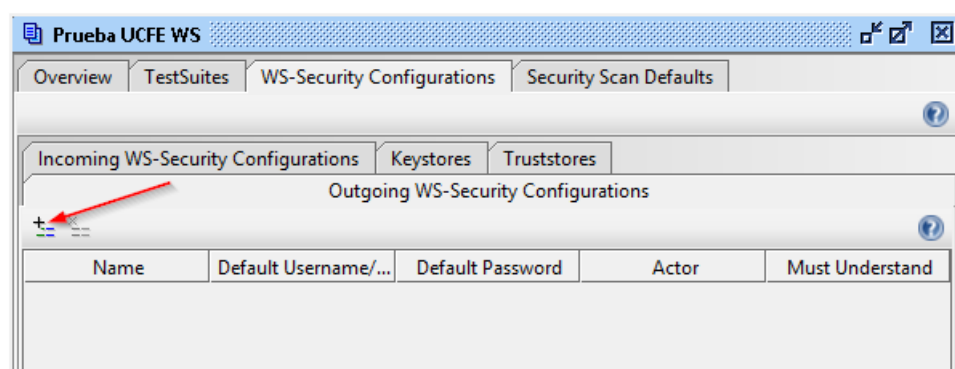 Prueba UCFE WS
Overview TestSuites WS-Security Configurations Security Scan Defaults
Incoming WS-Security Configurations Keystores Truststores
Outgoing WS-Security Configurations
Name Default Username/... Default Password Actor Must Understand